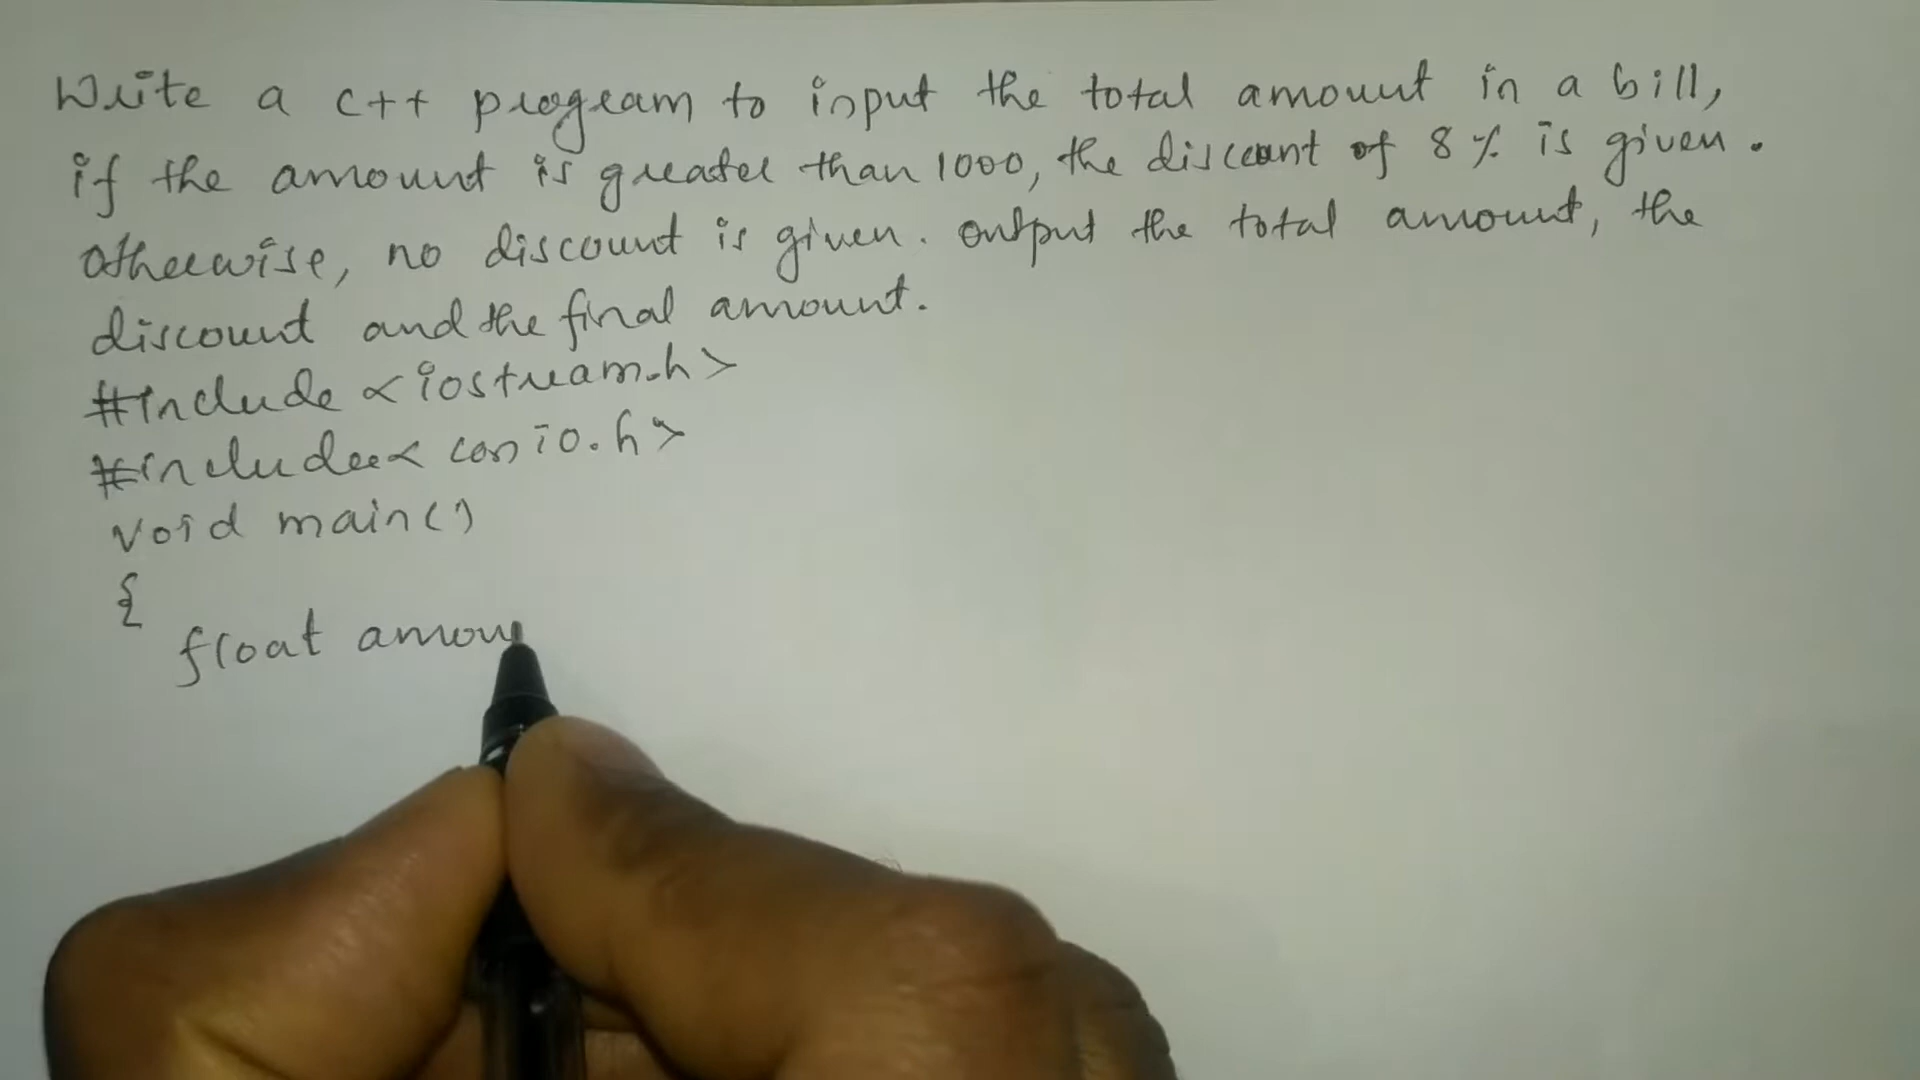 Write a c++ program to input the total amount in a bill,
if the amount is greater than 1000, the discount of 8% is given.
otherwise, no discount is given. output the total amount, the
discount and the final amount.
#include <iostream.h>
#include< conio.h>
void main()
{
float amou